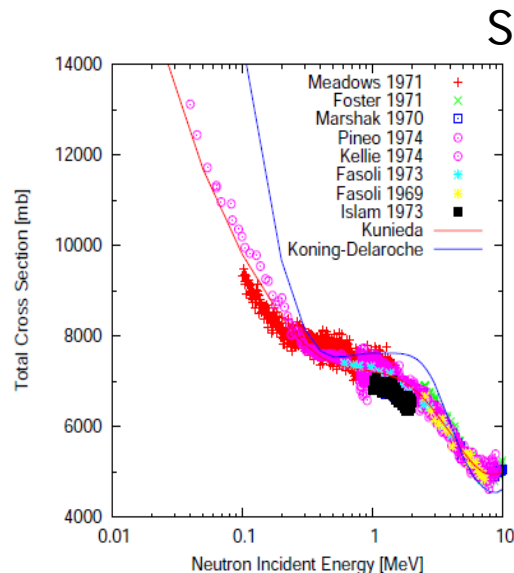 S
14000
12000
10000
8000
6000
4000
Total Cross Section [mb]
Meadows 1971
Foster 1971
Marshak 1970
Pineo 1974
Kellie 1974
Fasoli 1973
Fasoli 1969
Islam 1973
Kunieda
Koning-Delaroche
0.01 0.1 1 10
Neutron Incident Energy [MeV]